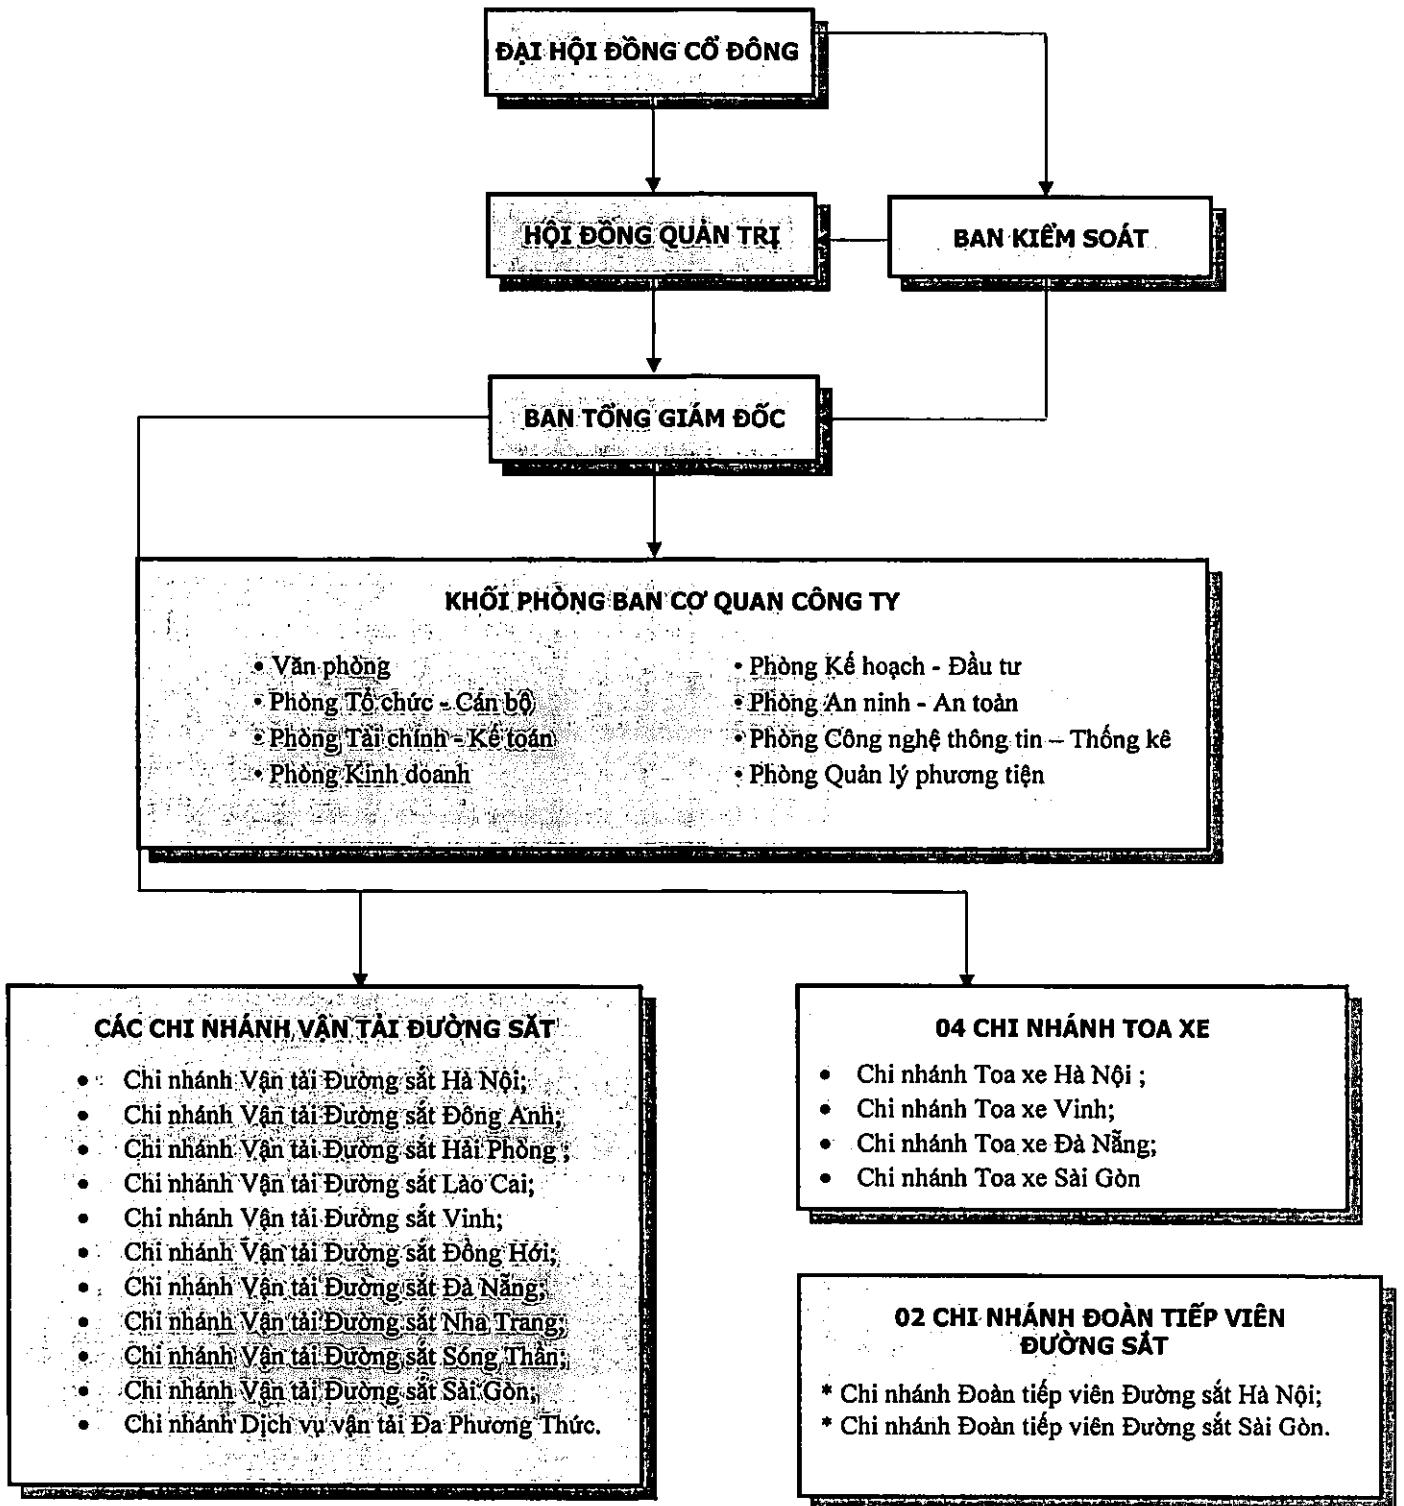 ĐẠI HỘI ĐỒNG CỔ ĐÔNG
HỘI ĐỒNG QUẢN TRỊ
BAN KIỂM SOÁT
BAN TỔNG GIÁM ĐỐC
KHỐI PHÒNG BAN CƠ QUAN CÔNG TY
• Văn phòng
• Phòng Tổ chức - Cán bộ
• Phòng Tài chính - Kế toán
• Phòng Kinh doanh
• Phòng Kế hoạch - Đầu tư
• Phòng An ninh - An toàn
• Phòng Công nghệ thông tin – Thống kê
• Phòng Quản lý phương tiện
CÁC CHI NHÁNH VẬN TẢI ĐƯỜNG SẮT
• Chi nhánh Vận tải Đường sắt Hà Nội;
• Chi nhánh Vận tải Đường sắt Đông Anh;
• Chi nhánh Vận tải Đường sắt Hải Phòng ;
• Chi nhánh Vận tải Đường sắt Lào Cai;
• Chi nhánh Vận tải Đường sắt Vinh;
• Chi nhánh Vận tải Đường sắt Đồng Hới;
• Chi nhánh Vận tải Đường sắt Đà Nẵng;
• Chi nhánh Vận tải Đường sắt Nha Trang;
• Chi nhánh Vận tải Đường sắt Sóng Thần;
• Chi nhánh Vận tải Đường sắt Sài Gòn;
• Chi nhánh Dịch vụ vận tải Đa Phương Thức.
04 CHI NHÁNH TOA XE
• Chi nhánh Toa xe Hà Nội ;
• Chi nhánh Toa xe Vinh;
• Chi nhánh Toa xe Đà Nẵng;
• Chi nhánh Toa xe Sài Gòn
02 CHI NHÁNH ĐOÀN TIẾP VIÊN
ĐƯỜNG SẮT
* Chi nhánh Đoàn tiếp viên Đường sắt Hà Nội;
* Chi nhánh Đoàn tiếp viên Đường sắt Sài Gòn.